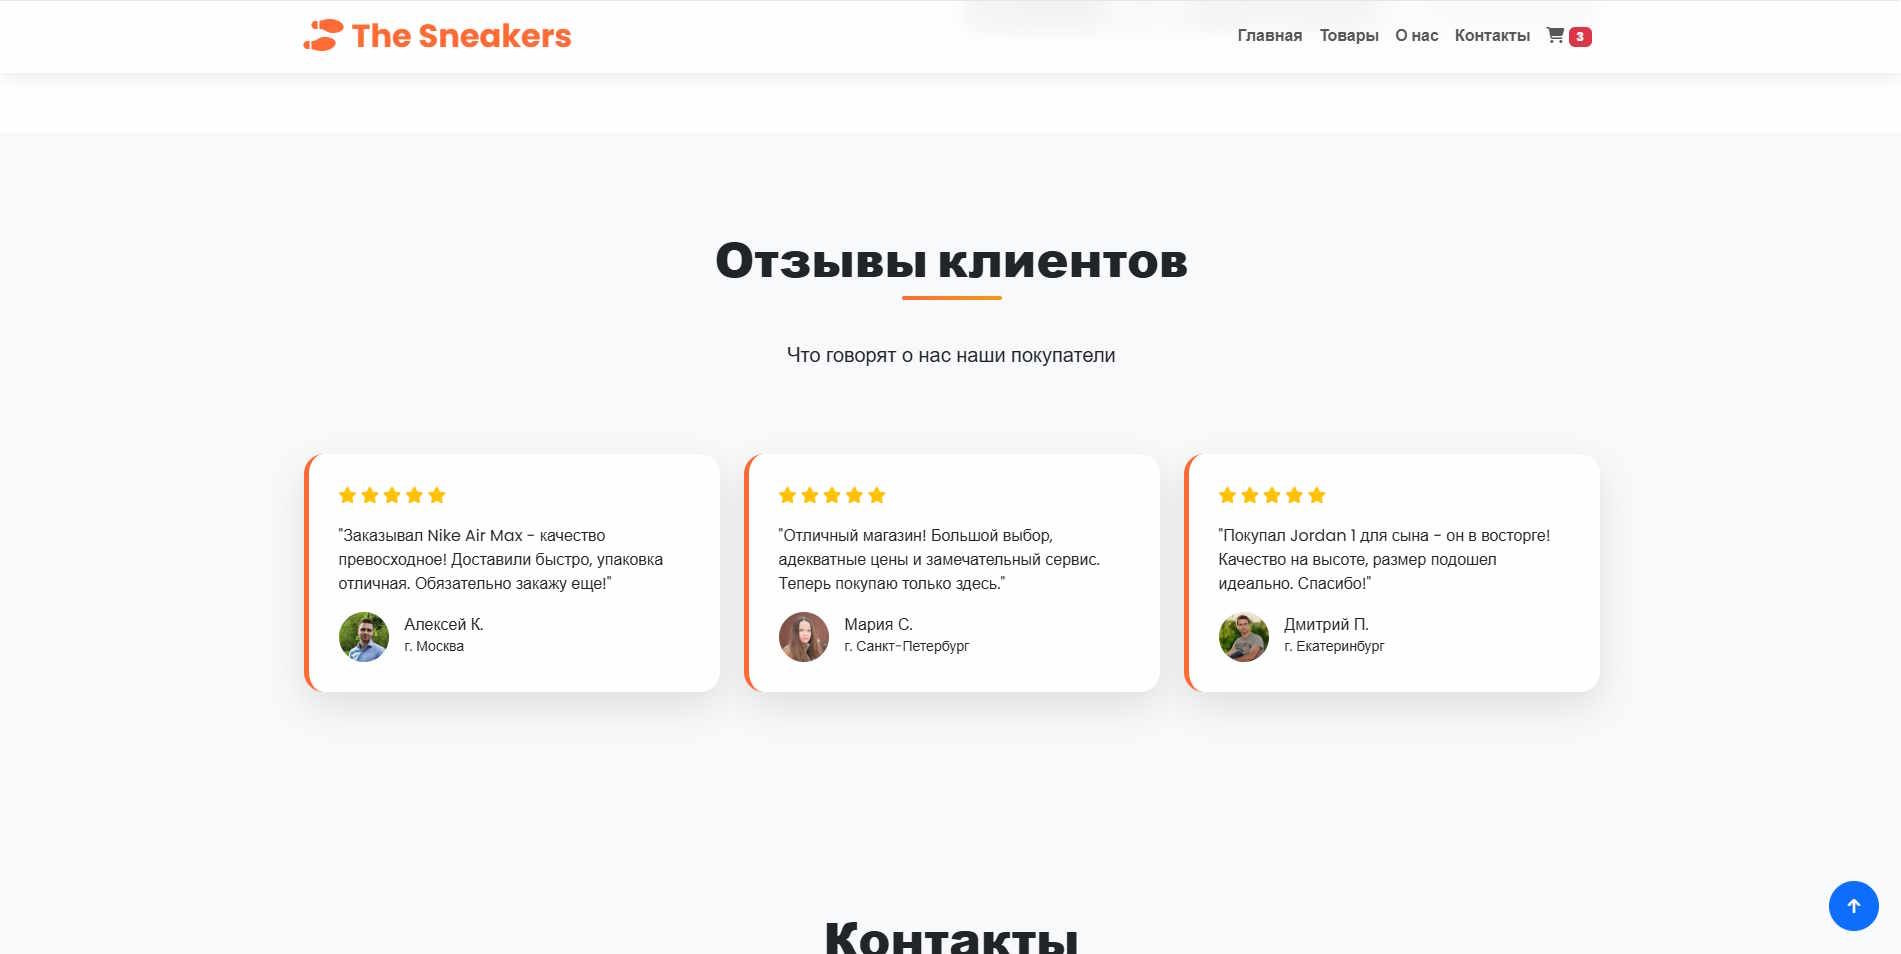 The Sneakers
Главная Товары О нас Контакты 3
Отзывы клиентов
Что говорят о нас наши покупатели
"Заказывал Nike Air Max - качество
превосходное! Доставили быстро, упаковка
отличная. Обязательно закажу еще!"
Алексей К.
г. Москва
"Отличный магазин! Большой выбор,
адекватные цены и замечательный сервис.
Теперь покупаю только здесь."
Мария С.
г. Санкт-Петербург
"Покупал Jordan 1 для сына - он в восторге!
Качество на высоте, размер подошел
идеально. Спасибо!"
Дмитрий П.
г. Екатеринбург
Контакты